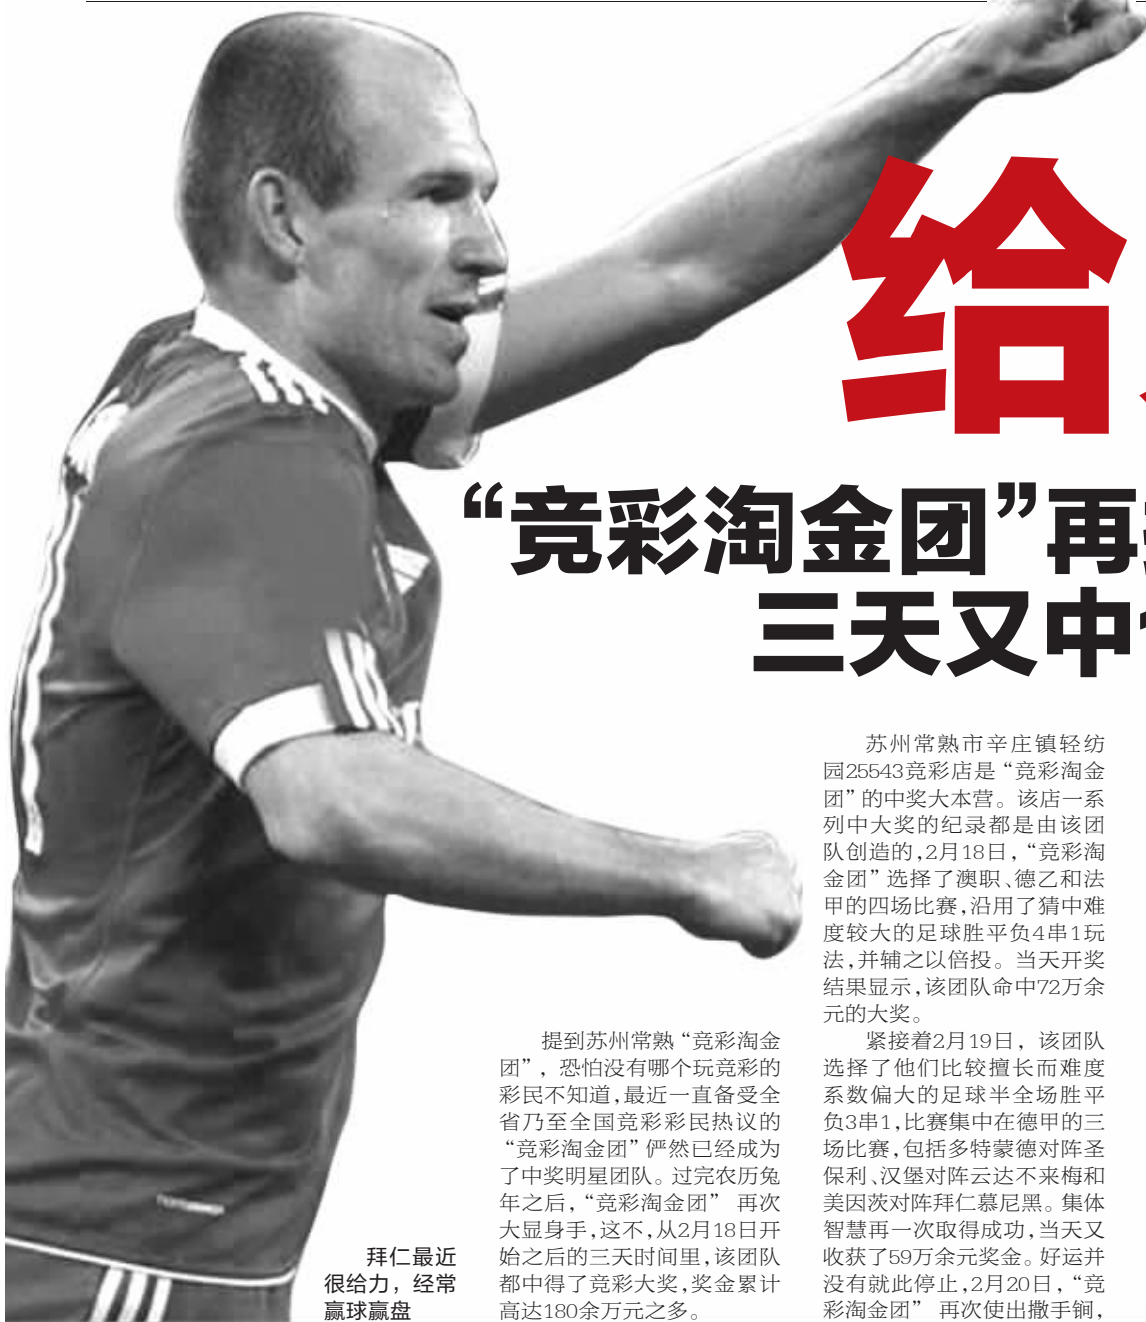 给
“竞彩淘金团”再
三天又中
提到苏州常熟“竞彩淘金
团”，恐怕没有哪个玩竞彩的
彩民不知道,最近一直备受全
省乃至全国竞彩彩民热议的
“竞彩淘金团”俨然已经成为
了中奖明星团队。过完农历兔
年之后，“竞彩淘金团” 再次
大显身手,这不,从2月18日开
始之后的三天时间里,该团队
都中得了竞彩大奖,奖金累计
高达180余万元之多。
苏州常熟市辛庄镇轻纺
园25543竞彩店是“竞彩淘金
团”的中奖大本营。该店一系
列中大奖的纪录都是由该团
队创造的,2月18日，“竞彩淘
金团”选择了澳职、德乙和法
甲的四场比赛,沿用了猜中难
度较大的足球胜平负4串1玩
法,并辅之以倍投。当天开奖
结果显示,该团队命中72万余
元的大奖。
紧接着2月19日，该团队
选择了他们比较擅长而难度
系数偏大的足球半全场胜平
负3串1,比赛集中在德甲的三
场比赛,包括多特蒙德对阵圣
保利、汉堡对阵云达不来梅和
美因茨对阵拜仁慕尼黑。集体
智慧再一次取得成功,当天又
收获了59万余元奖金。好运并
没有就此停止,2月20日，“竞
彩淘金团” 再次使出撒手锏,
拜仁最近
很给力，经常
赢球赢盘